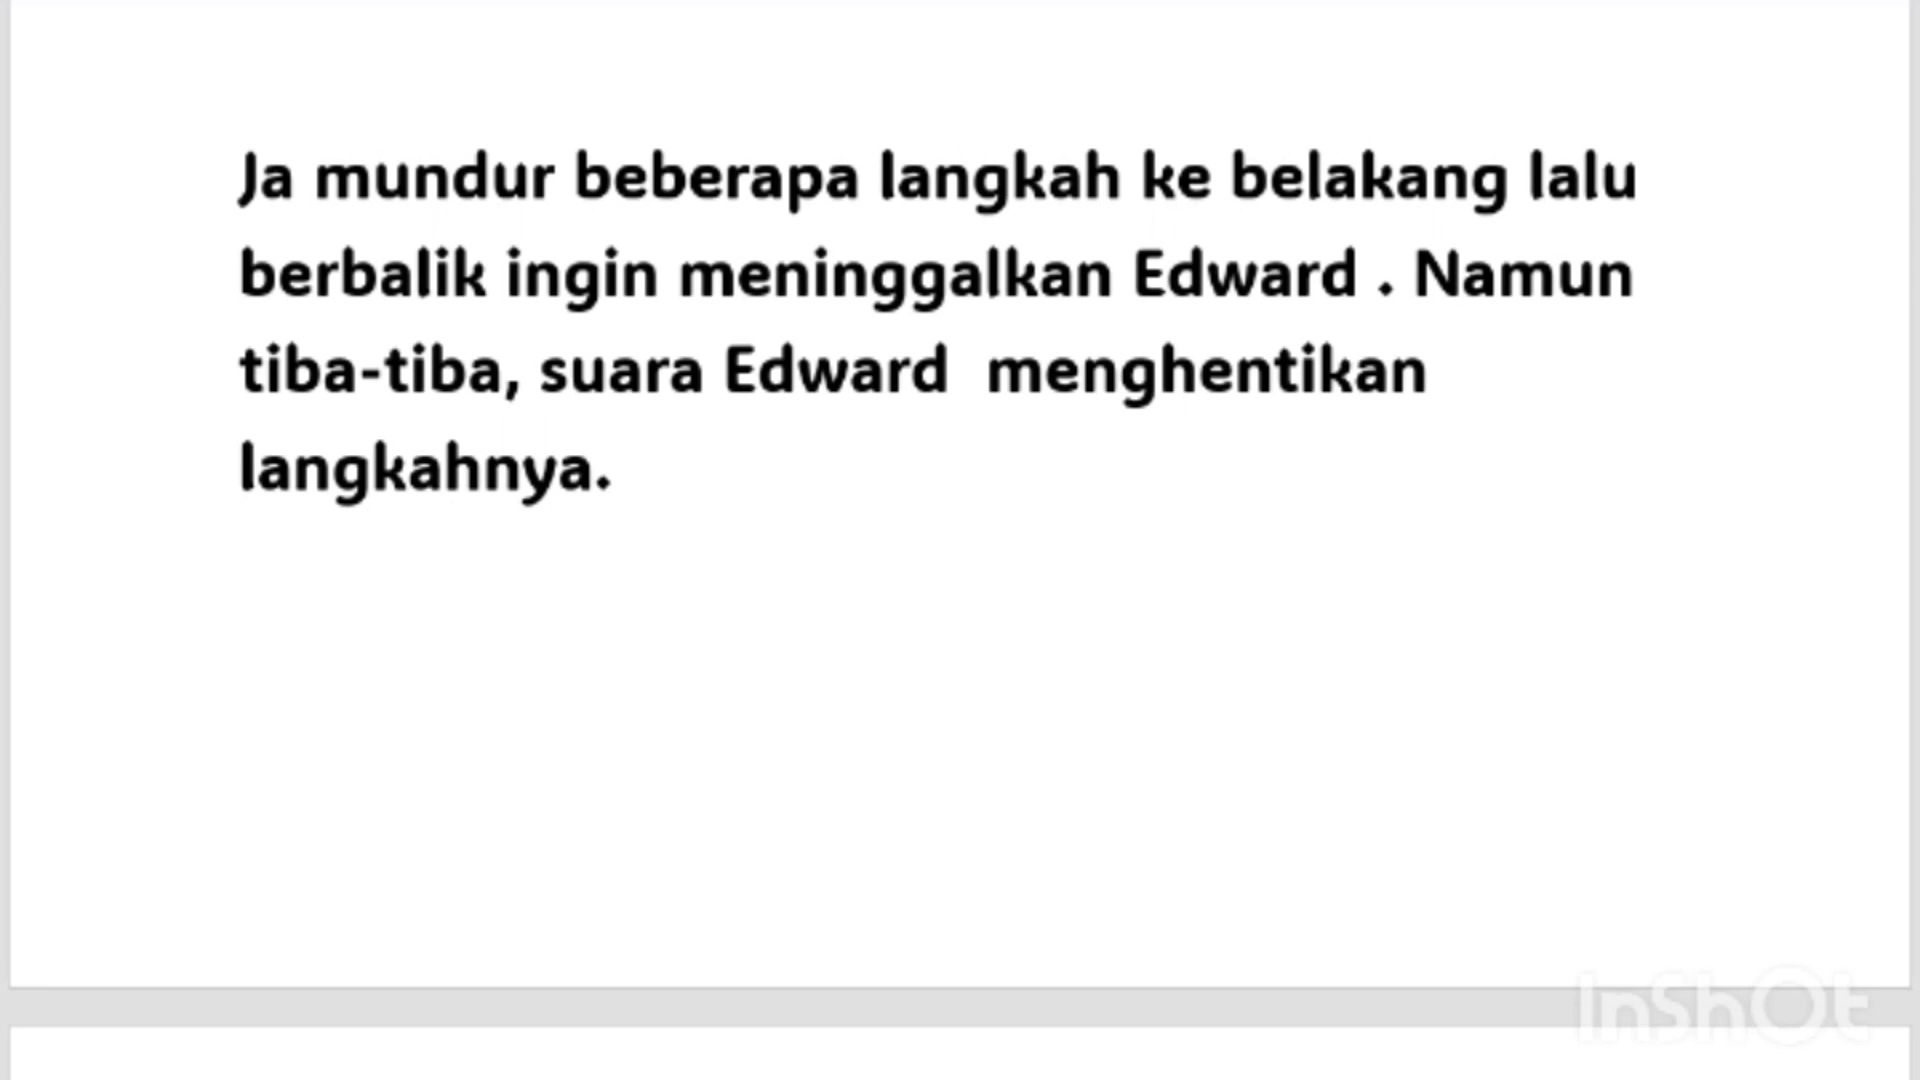 Ja mundur beberapa langkah ke belakang lalu
berbalik ingin meninggalkan Edward . Namun
tiba-tiba, suara Edward  menghentikan
langkahnya.
InShOt